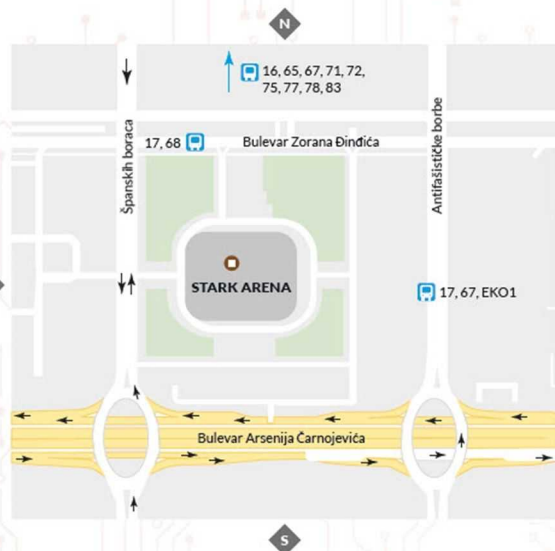 N
16, 65, 67, 71, 72,
75, 77, 78, 83
Španskih boraca
17, 68
Bulevar Zorana Đinđića
Antifašističke borbe
STARK ARENA
17, 67, EKO1
Bulevar Arsenija Čarnojevića
S